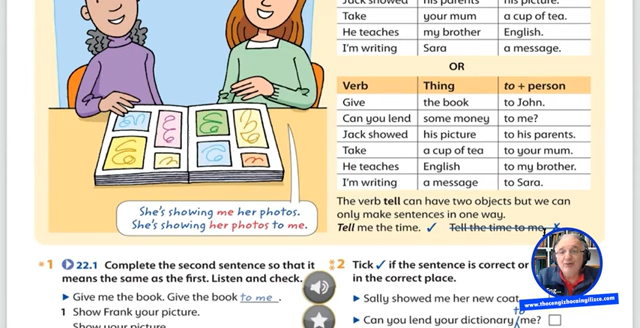 Jack showed his parents his picture.
Take your mum a cup of tea.
He teaches my brother English.
I'm writing Sara a message.
OR
Verb Thing to + person
Give the book to John.
Can you lend some money to me?
Jack showed his picture to his parents.
Take a cup of tea to your mum.
He teaches English to my brother.
I'm writing a message to Sara.
The verb tell can have two objects but we can
only make sentences in one way.
Tell me the time. ✓ Tell the time to me. ✗
She's showing me her photos.
She's showing her photos to me.
*1 22.1 Complete the second sentence so that it
means the same as the first. Listen and check.
▶ Give me the book. Give the book to me.
1 Show Frank your picture.
Show your picture
2 Tick ✓ if the sentence is correct or
in the correct place.
▶ Sally showed me her new coat
to
▶ Can you lend your dictionary/me?
www.thecengizhocailingilizce.com